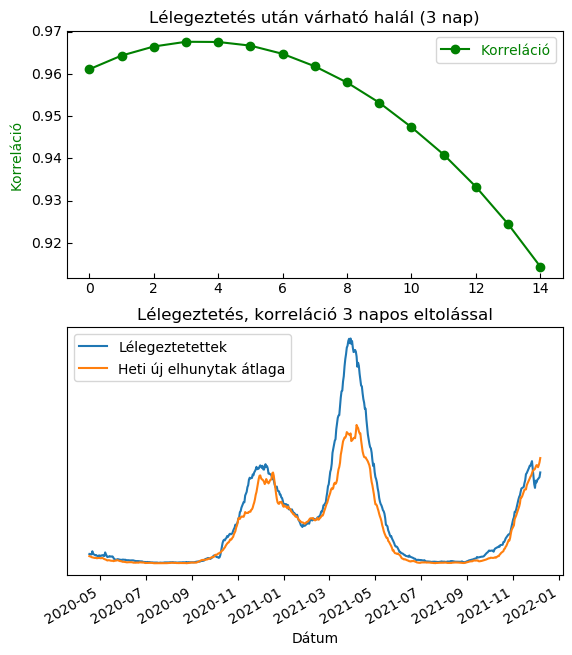 Lélegeztetés után várható halál (3 nap)
0.97
0.96
0.95
0.94
0.93
0.92
Korreláció
Korreláció
0 2 4 6 8 10 12 14
Lélegeztetés, korreláció 3 napos eltolással
Lélegeztetettek
Heti új elhunytak átlaga
2020-05 2020-07 2020-09 2020-11 2021-01 2021-03 2021-05 2021-07 2021-09 2021-11 2022-01
Dátum